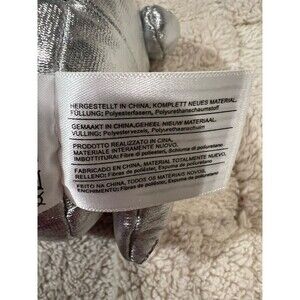 HERGESTELLT IN CHINA, KOMPLETT NEUES MATERIAL.
FÜLLUNG: Polyesterfasern, Polyurethanschaumstoff
GEMAAKT IN CHINA,GEHEEL NIEUW MATERIAAL.
VULLING: Polyestervezels, Polyurethaanschuim
PRODOTTO REALIZZATO IN CINA,
MATERIALE INTERAMENTE NUOVO.
IMBOTTITURA: Fibre di poliesteri, Schiuma di poliuretano
FABRICADO EN CHINA, MATERIAL TOTALMENTE NUEVO.
RELLENO: Fibras de poliéster, Espuma de poliuretano
FEITO NA CHINA, TODOS OS MATERIAIS NOVOS.
ENCHIMENTO: Fibras de poliéster, Espuma de poliuretano